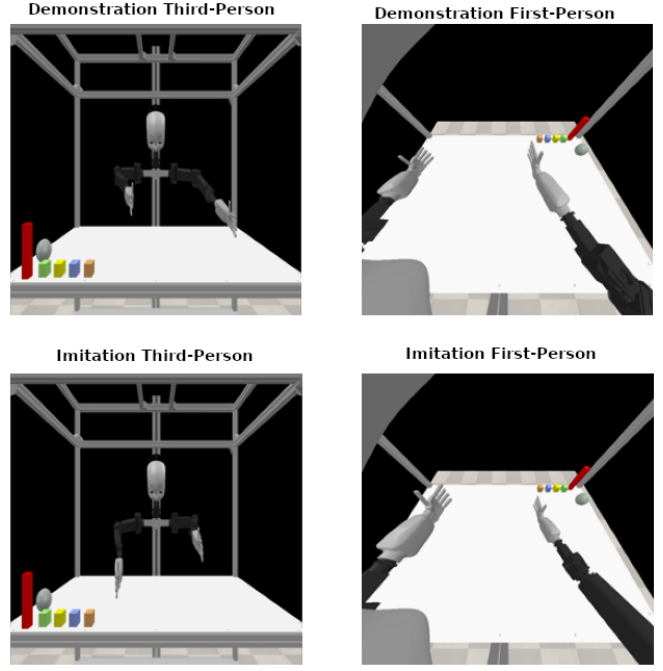 Demonstration Third-Person
Demonstration First-Person
Imitation Third-Person
Imitation First-Person